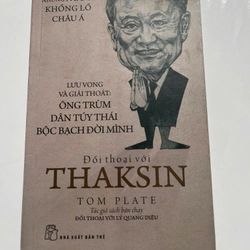 KHỔNG LỒ
CHÂU Á
LƯU VONG
VÀ GIẢI THOÁT:
ÔNG TRÙM
DÂN TÚY THÁI
BỘC BẠCH ĐỜI MÌNH
Đối thoại với
THAKSIN
TOM PLATE
Tác giả sách bán chạy
ĐỐI THOẠI VỚI LÝ QUANG DIỆU
NHÀ XUẤT BẢN TRẺ